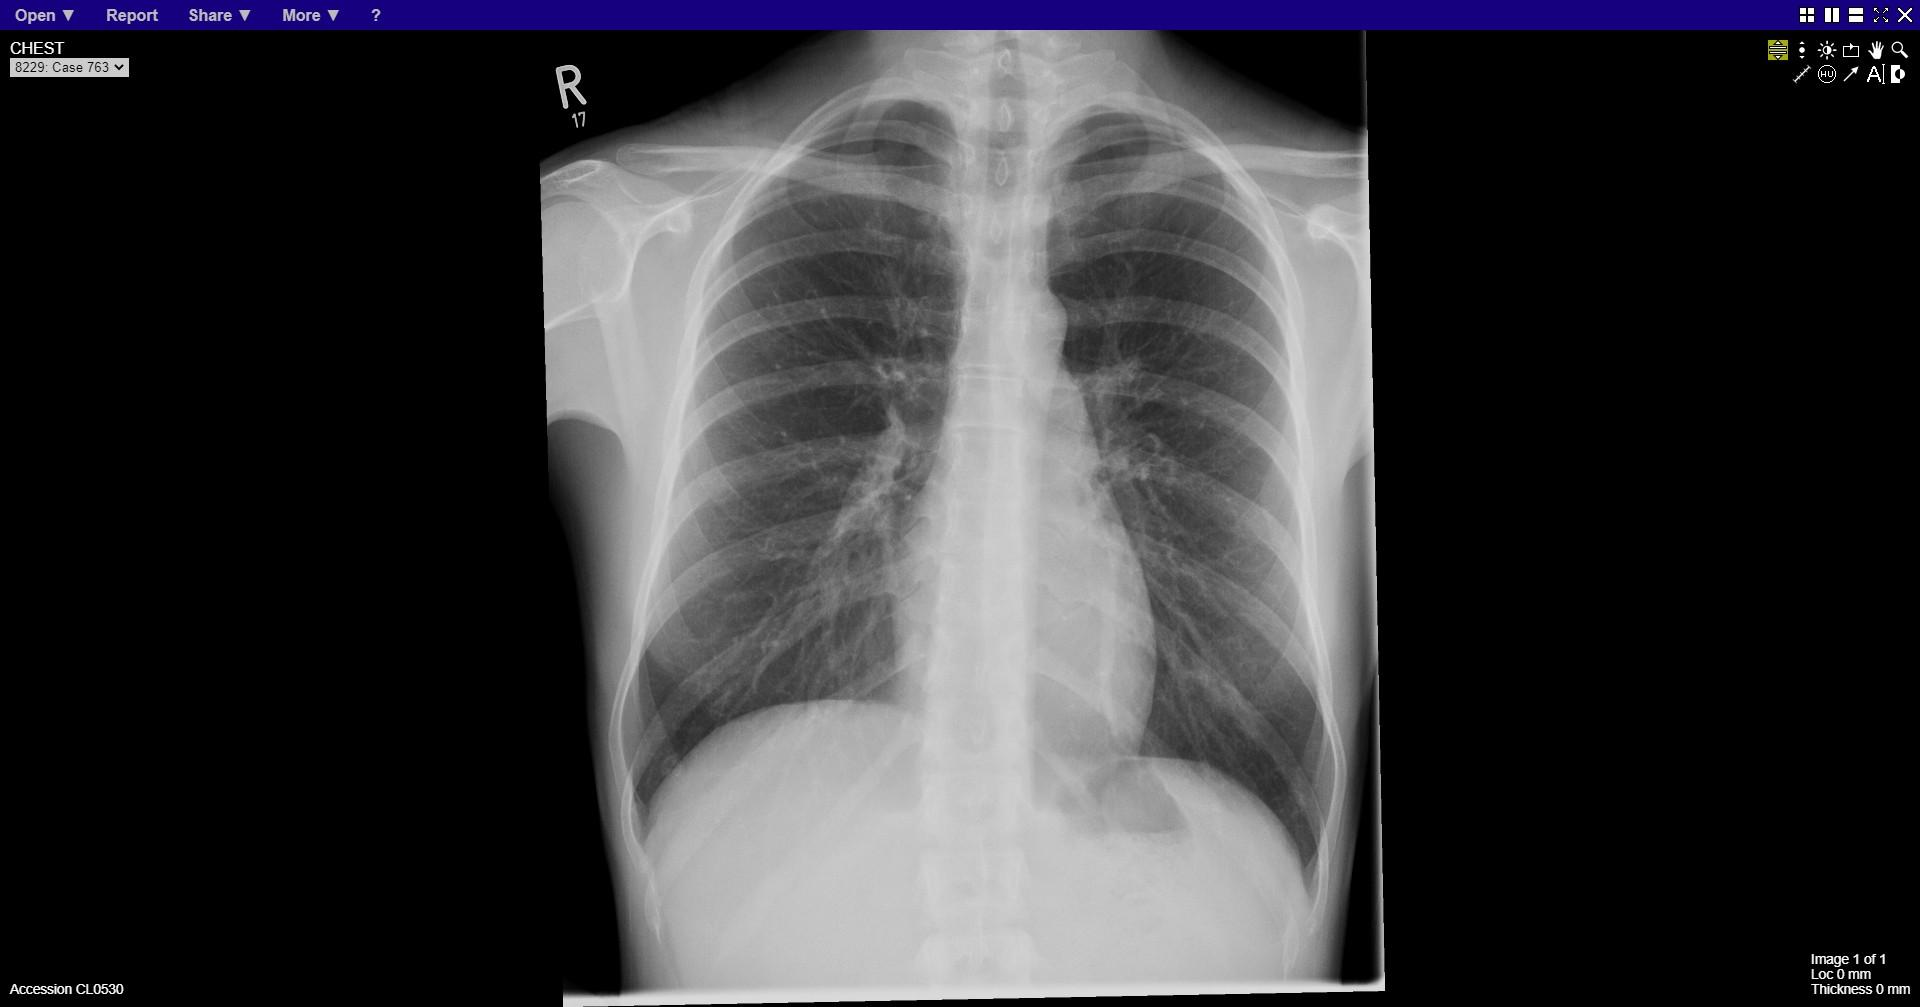 Open ▼ Report Share ▼ More ▼ ?
CHEST
8229: Case 763
R
17
HU
A
Image 1 of 1
Loc 0 mm
Accession CL0530
Thickness 0 mm